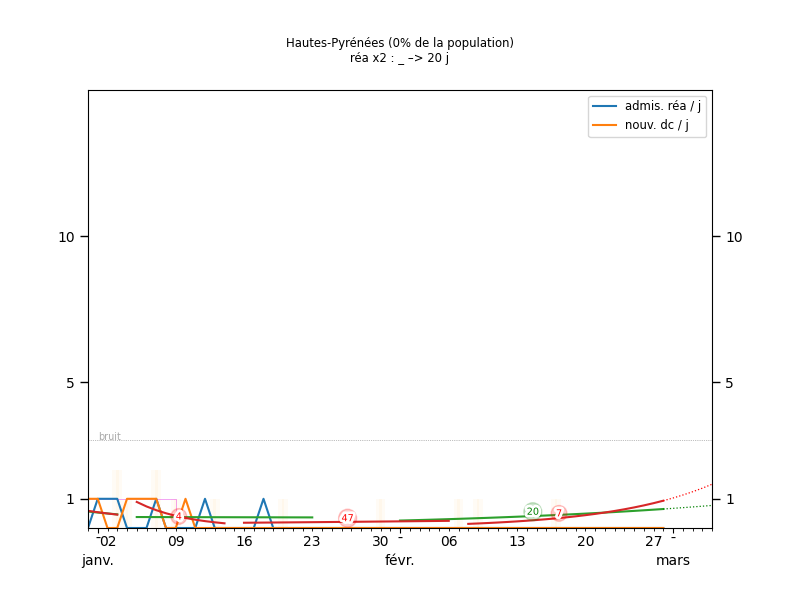 Hautes-Pyrénées (0% de la population)
réa x2 : _ –> 20 j
admis. réa / j
nouv. dc / j
10 10
5 5
bruit
1 1
4 47 20 7
02 09 16 23 30 - 06 13 20 27 -
janv. févr. mars